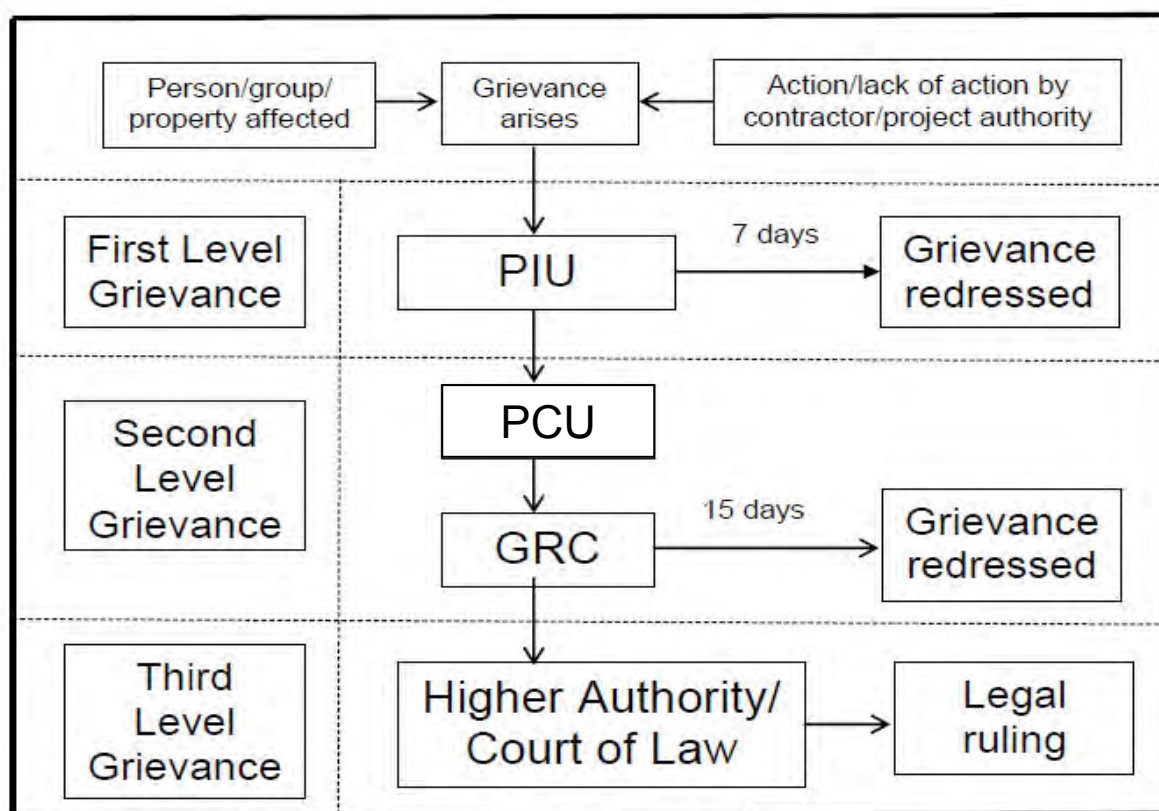 Person/group/
property affected
Grievance
arises
Action/lack of action by
contractor/project authority
First Level
Grievance
PIU
7 days
Grievance
redressed
Second
Level
Grievance
PCU
GRC
15 days
Grievance
redressed
Third
Level
Grievance
Higher Authority/
Court of Law
Legal
ruling